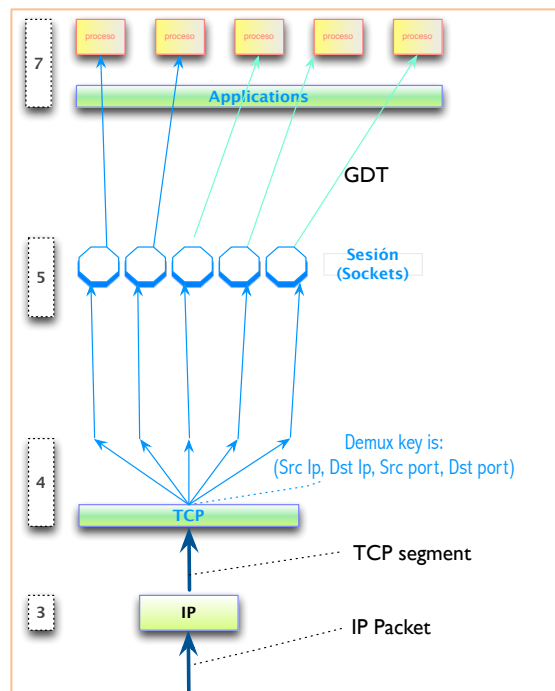 proceso
proceso
proceso
proceso
proceso
7
Applications
GDT
5
Sesión
(Sockets)
4
Demux key is:
(Src Ip, Dst Ip, Src port, Dst port)
TCP
TCP segment
3
IP
IP Packet